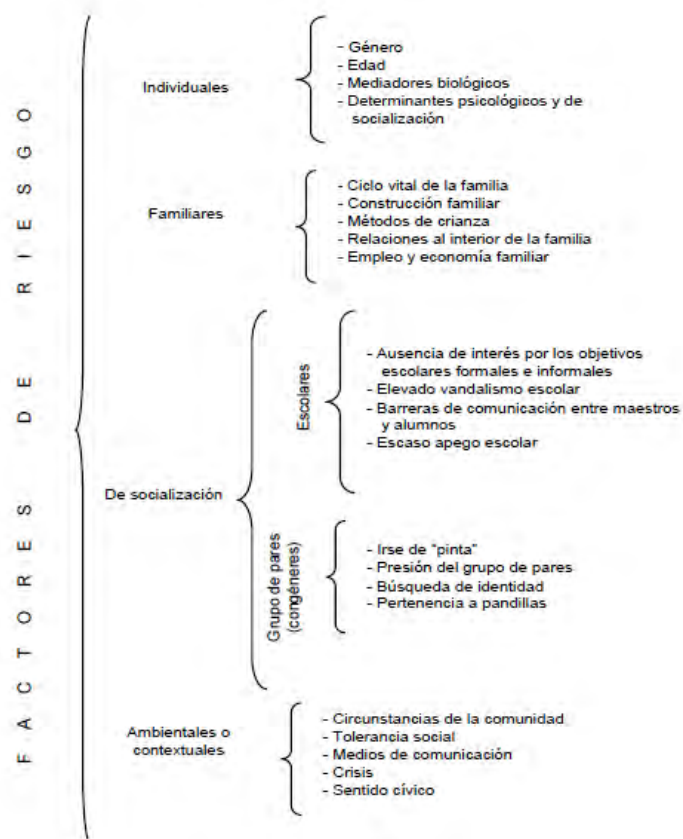 FACTORES DE RIESGO
Individuales
- Género
- Edad
- Mediadores biológicos
- Determinantes psicológicos y de
socialización
Familiares
- Ciclo vital de la familia
- Construcción familiar
- Métodos de crianza
- Relaciones al interior de la familia
- Empleo y economía familiar
De socialización
Escolares
- Ausencia de interés por los objetivos
escolares formales e informales
- Elevado vandalismo escolar
- Barreras de comunicación entre maestros
y alumnos
- Escaso apego escolar
Grupo de pares
(congéneres)
- Irse de "pinta"
- Presión del grupo de pares
- Búsqueda de identidad
- Pertenencia a pandillas
Ambientales o
contextuales
- Circunstancias de la comunidad
- Tolerancia social
- Medios de comunicación
- Crisis
- Sentido cívico